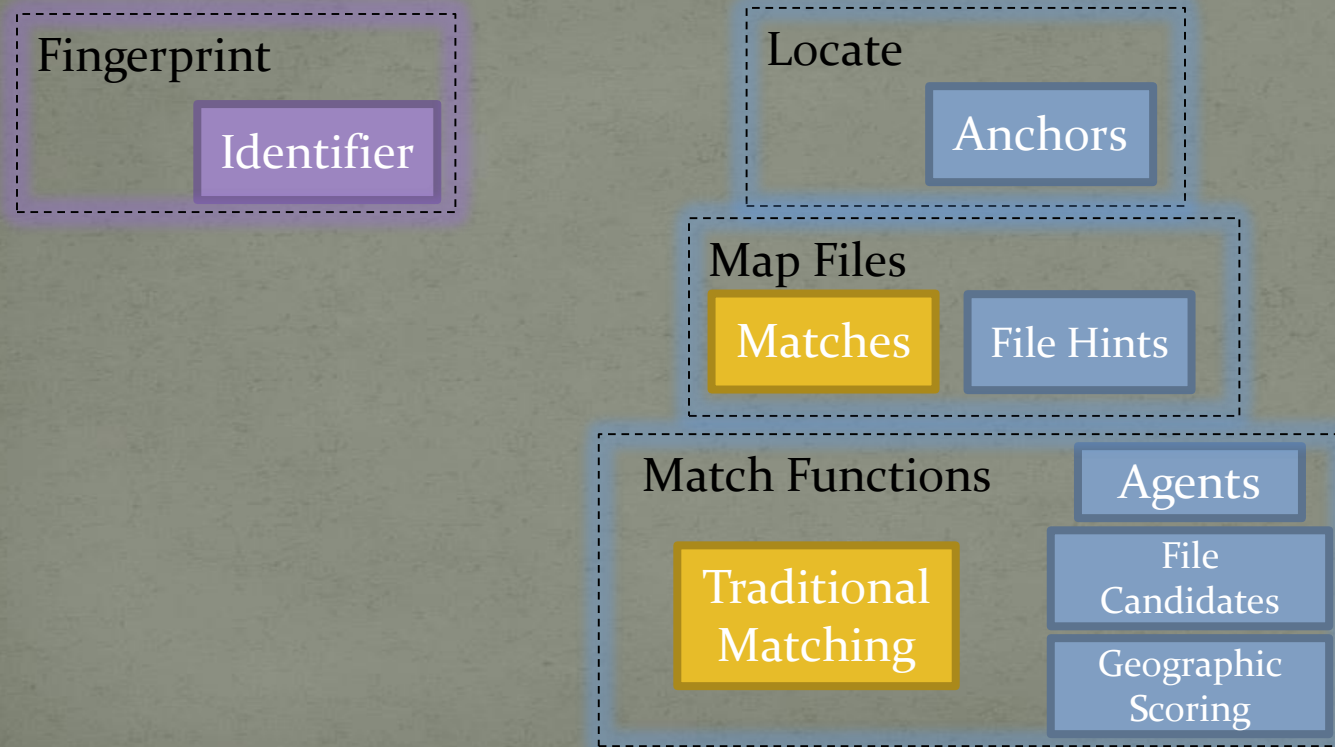 Fingerprint
Identifier
Locate
Anchors
Map Files
Matches
File Hints
Match Functions
Agents
Traditional
Matching
File
Candidates
Geographic
Scoring